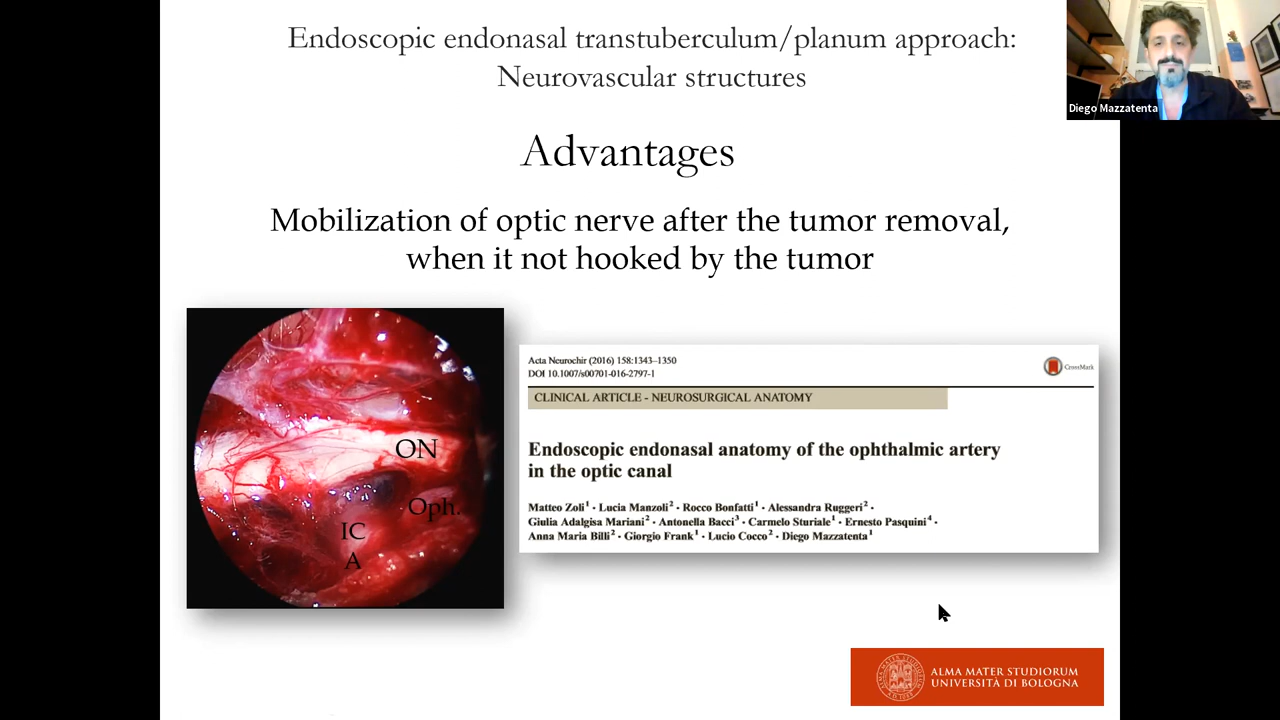 Endoscopic endonasal transtuberculum/planum approach:
Neurovascular structures
Diego Mazzatenta
Advantages
Mobilization of optic nerve after the tumor removal,
when it not hooked by the tumor
ON
Oph.
IC
A
Acta Neurochir (2016) 158:1343–1350
DOI 10.1007/s00701-016-2797-1
CrossMark
CLINICAL ARTICLE - NEUROSURGICAL ANATOMY
Endoscopic endonasal anatomy of the ophthalmic artery
in the optic canal
Matteo Zoli1 · Lucia Manzoli2 · Rocco Bonfatti1 · Alessandra Ruggeri2 ·
Giulia Adalgisa Mariani2 · Antonella Bacci3 · Carmelo Sturiale1 · Ernesto Pasquini4 ·
Anna Maria Billi2 · Giorgio Frank1 · Lucio Cocco2 · Diego Mazzatenta1
ALMA MATER STUDIORUM
UNIVERSITÀ DI BOLOGNA